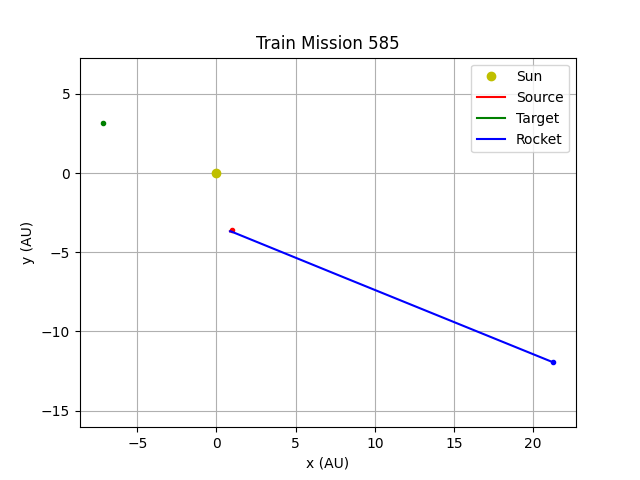 Train Mission 585
Sun
Source
Target
Rocket
y (AU)
5
0
−5
−10
−15
−5
0
5
10
15
20
x (AU)